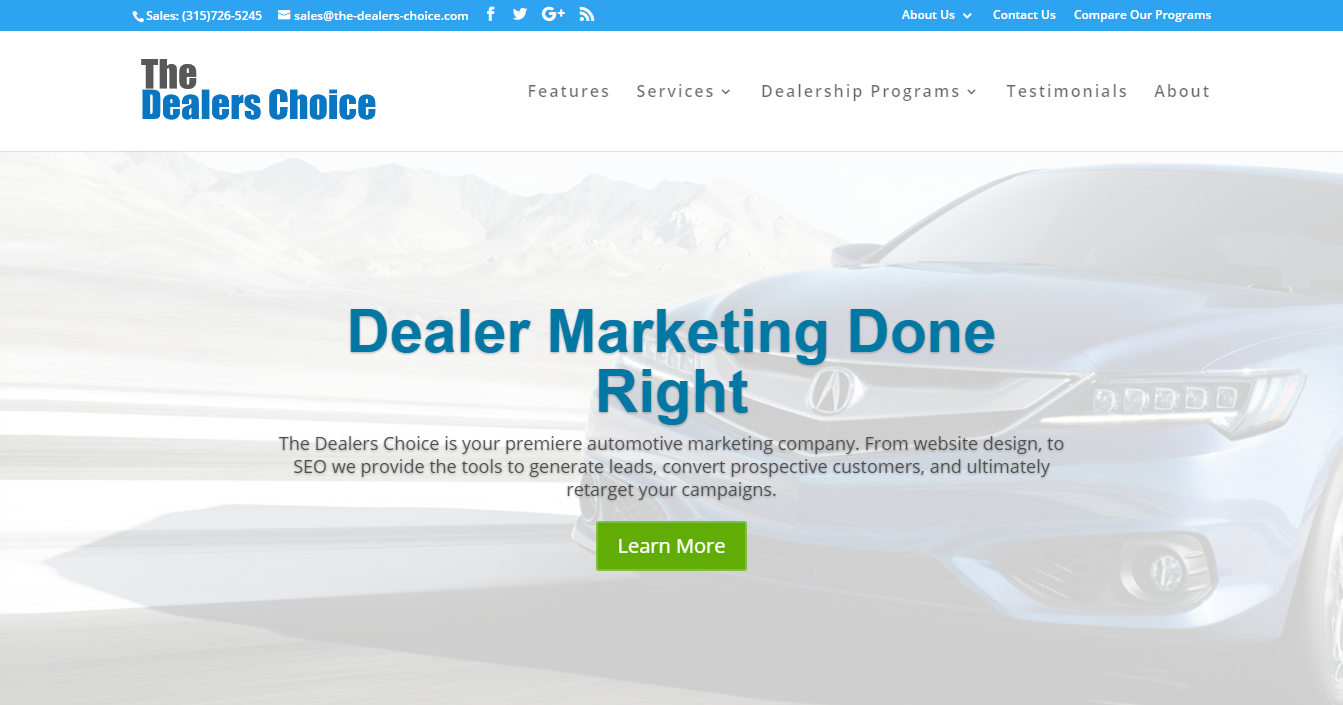 Sales: (315)726-5245 sales@the-dealers-choice.com About Us Contact Us Compare Our Programs
The
Dealers Choice
Features Services Dealership Programs Testimonials About
Dealer Marketing Done
Right
The Dealers Choice is your premiere automotive marketing company. From website design, to
SEO we provide the tools to generate leads, convert prospective customers, and ultimately
retarget your campaigns.
Learn More